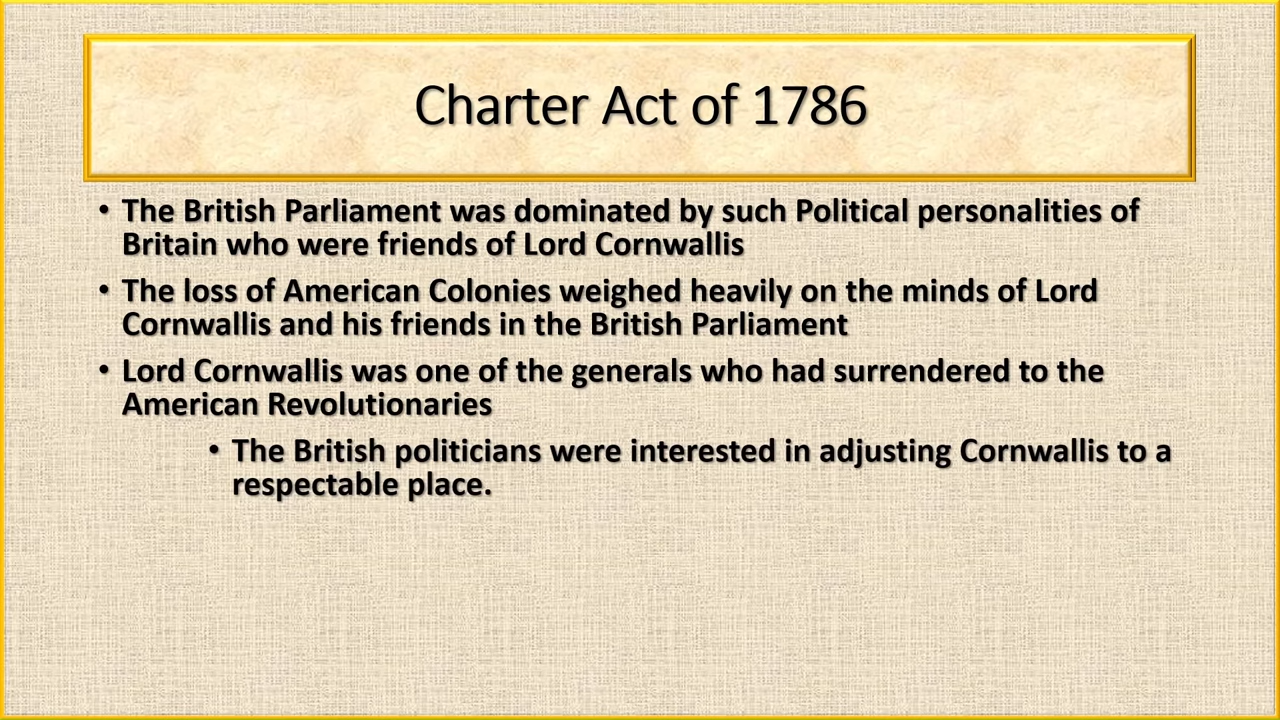 Charter Act of 1786
• The British Parliament was dominated by such Political personalities of
Britain who were friends of Lord Cornwallis
• The loss of American Colonies weighed heavily on the minds of Lord
Cornwallis and his friends in the British Parliament
• Lord Cornwallis was one of the generals who had surrendered to the
American Revolutionaries
• The British politicians were interested in adjusting Cornwallis to a
respectable place.